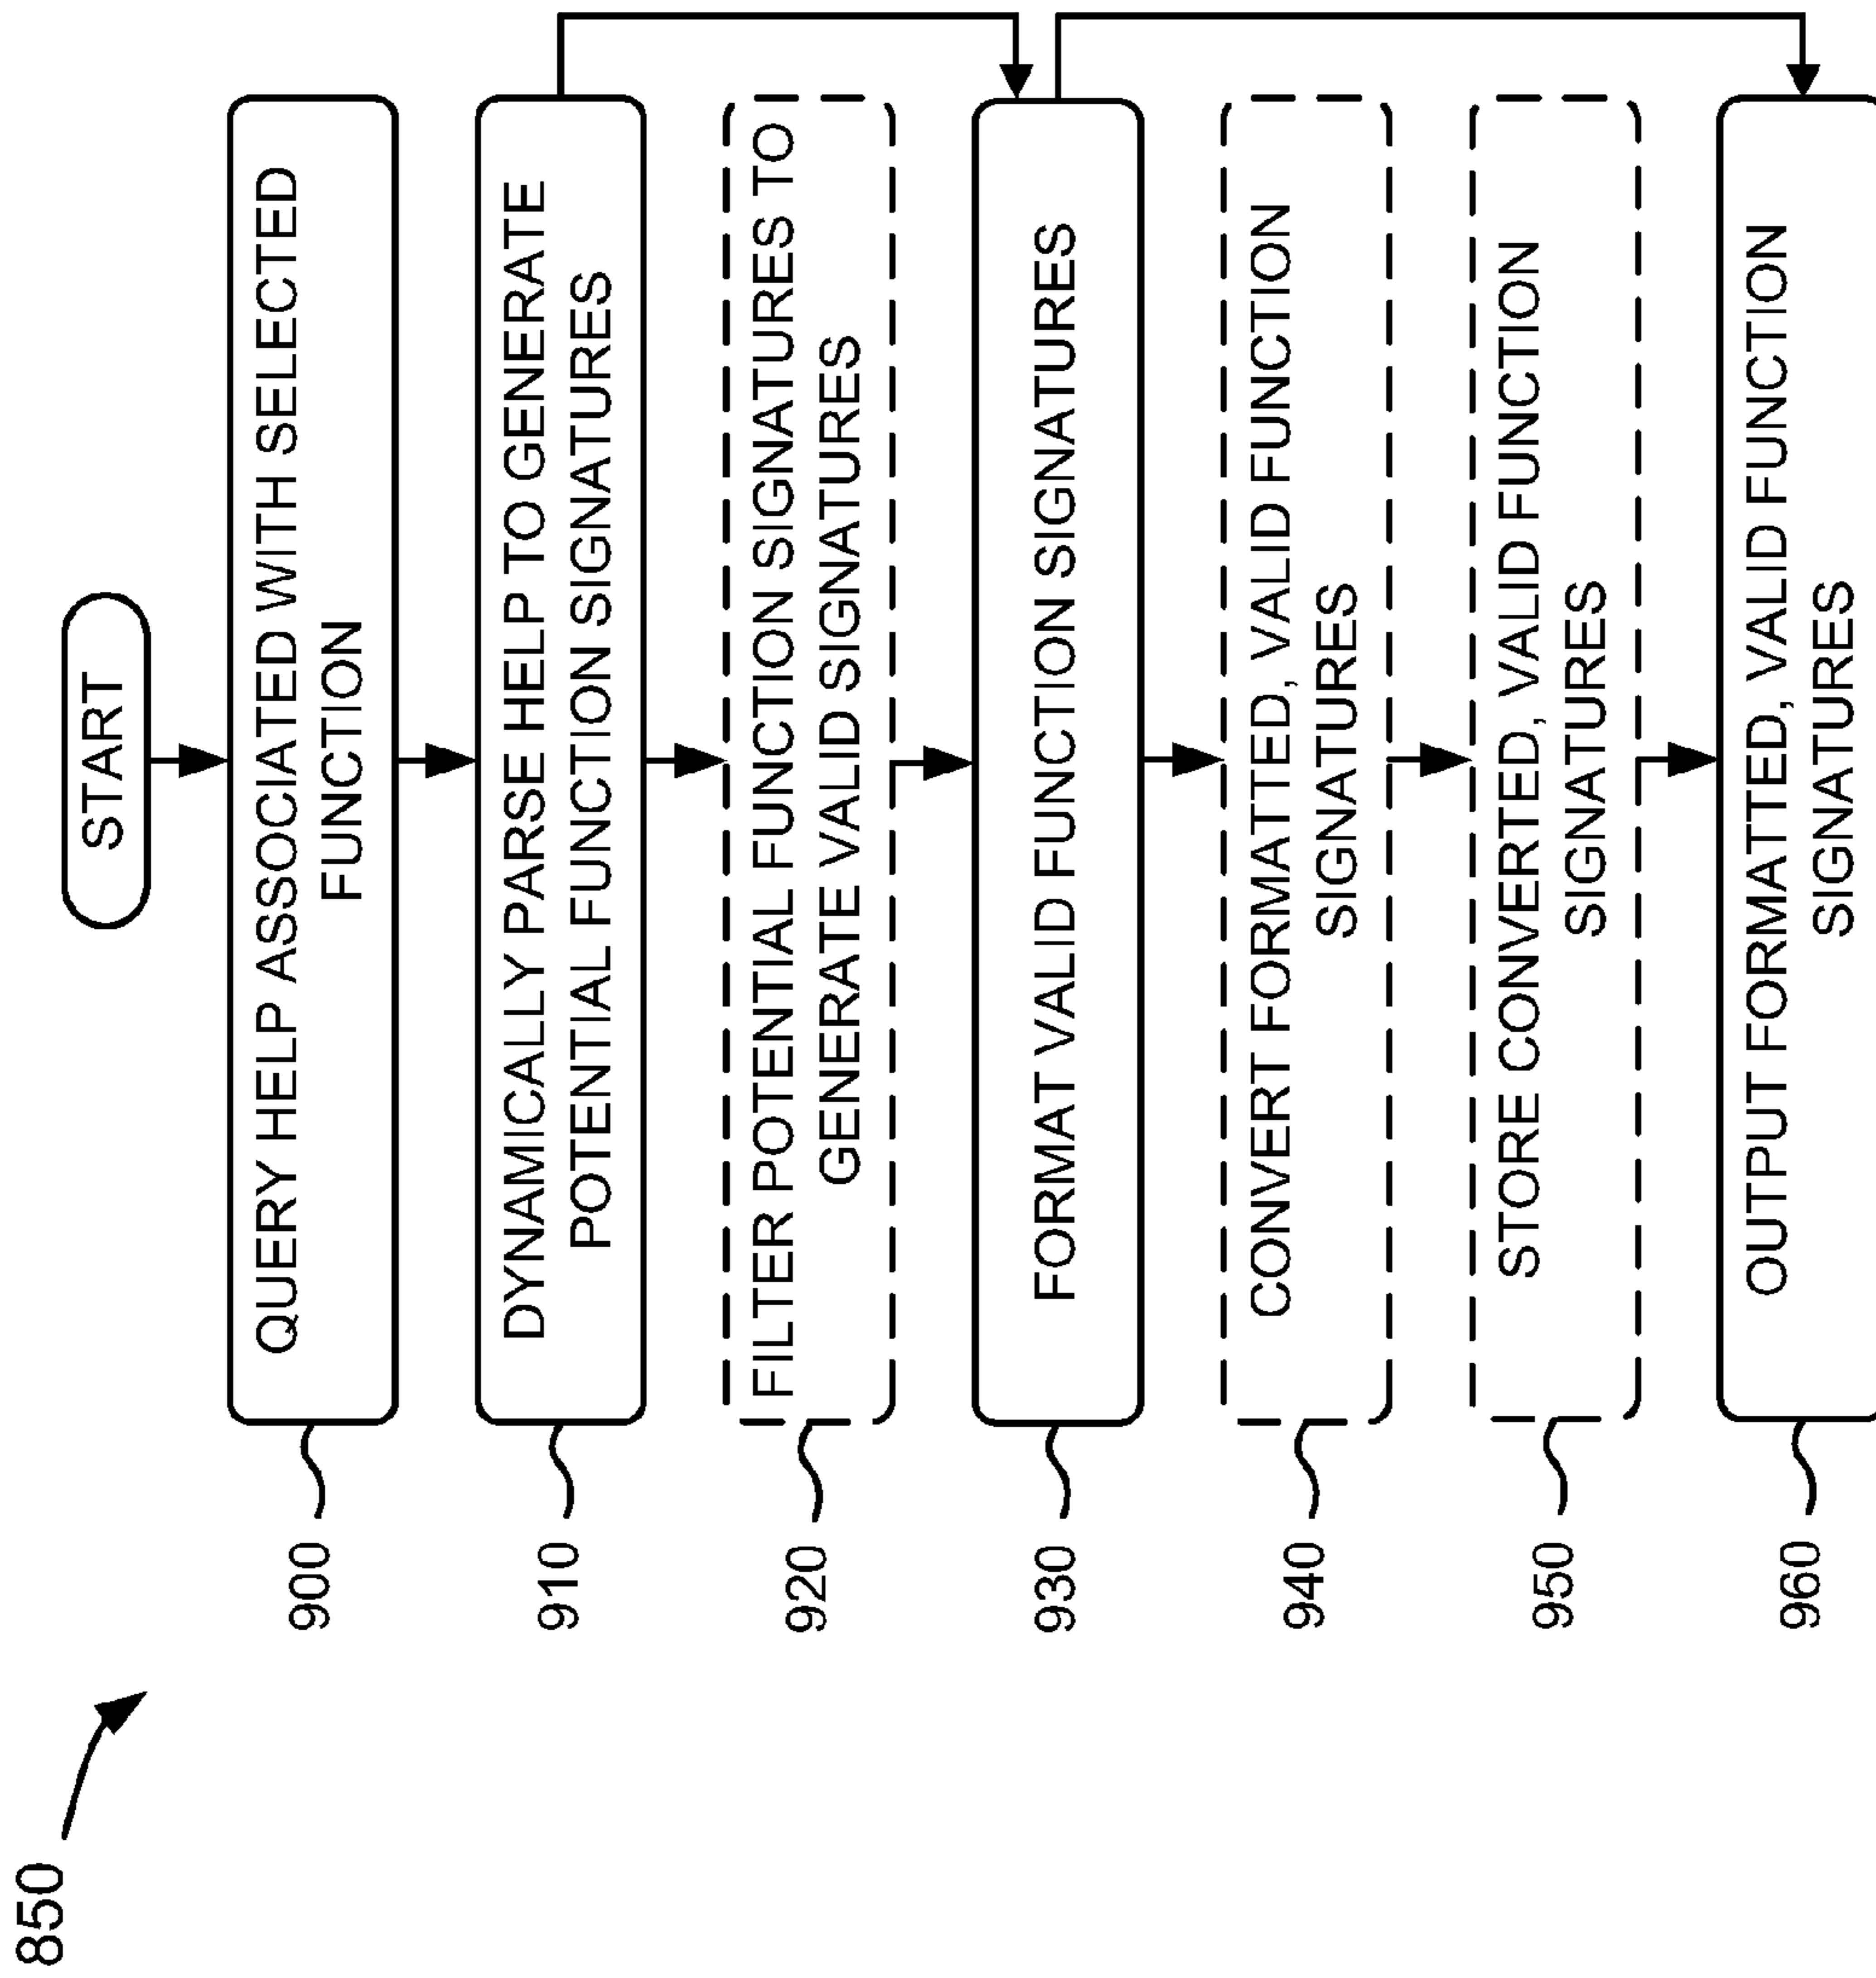 850
START
900
QUERY HELP ASSOCIATED WITH SELECTED
FUNCTION
910
DYNAMICALLY PARSE HELP TO GENERATE
POTENTIAL FUNCTION SIGNATURES
920
FILTER POTENTIAL FUNCTION SIGNATURES TO
GENERATE VALID SIGNATURES
930
FORMAT VALID FUNCTION SIGNATURES
940
CONVERT FORMATTED, VALID FUNCTION
SIGNATURES
950
STORE CONVERTED, VALID FUNCTION
SIGNATURES
960
OUTPUT FORMATTED, VALID FUNCTION
SIGNATURES